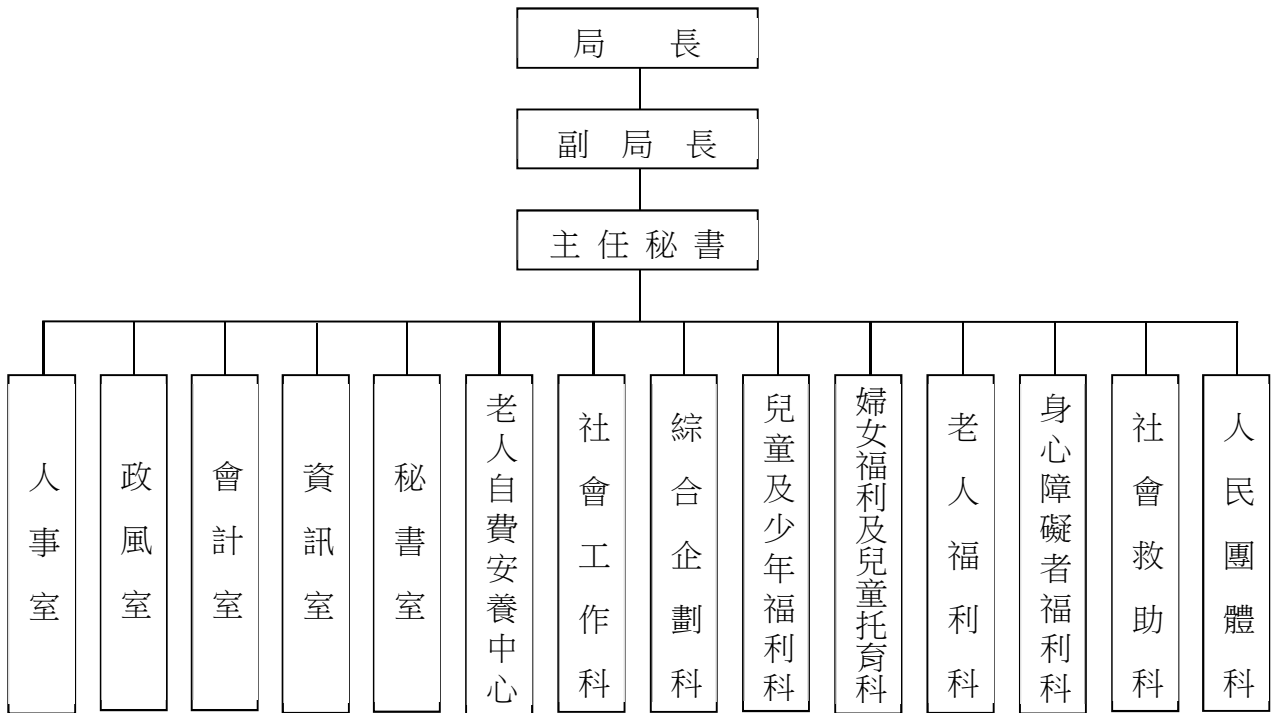 局長
副局長
主任秘書
人事室
政風室
會計室
資訊室
秘書室
老人自費安養中心
社會工作科
綜合企劃科
兒童及少年福利科
婦女福利及兒童托育科
老人福利科
身心障礙者福利科
社會救助科
人民團體科